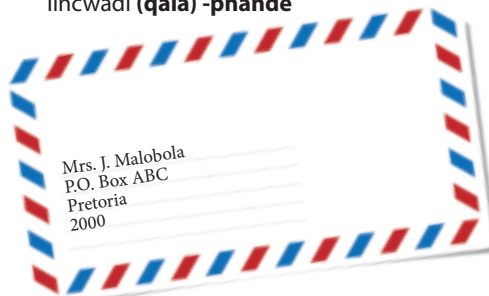 iincwadi (qala) -phande
Mrs. J. Malobola
P.O. Box ABC
Pretoria
2000